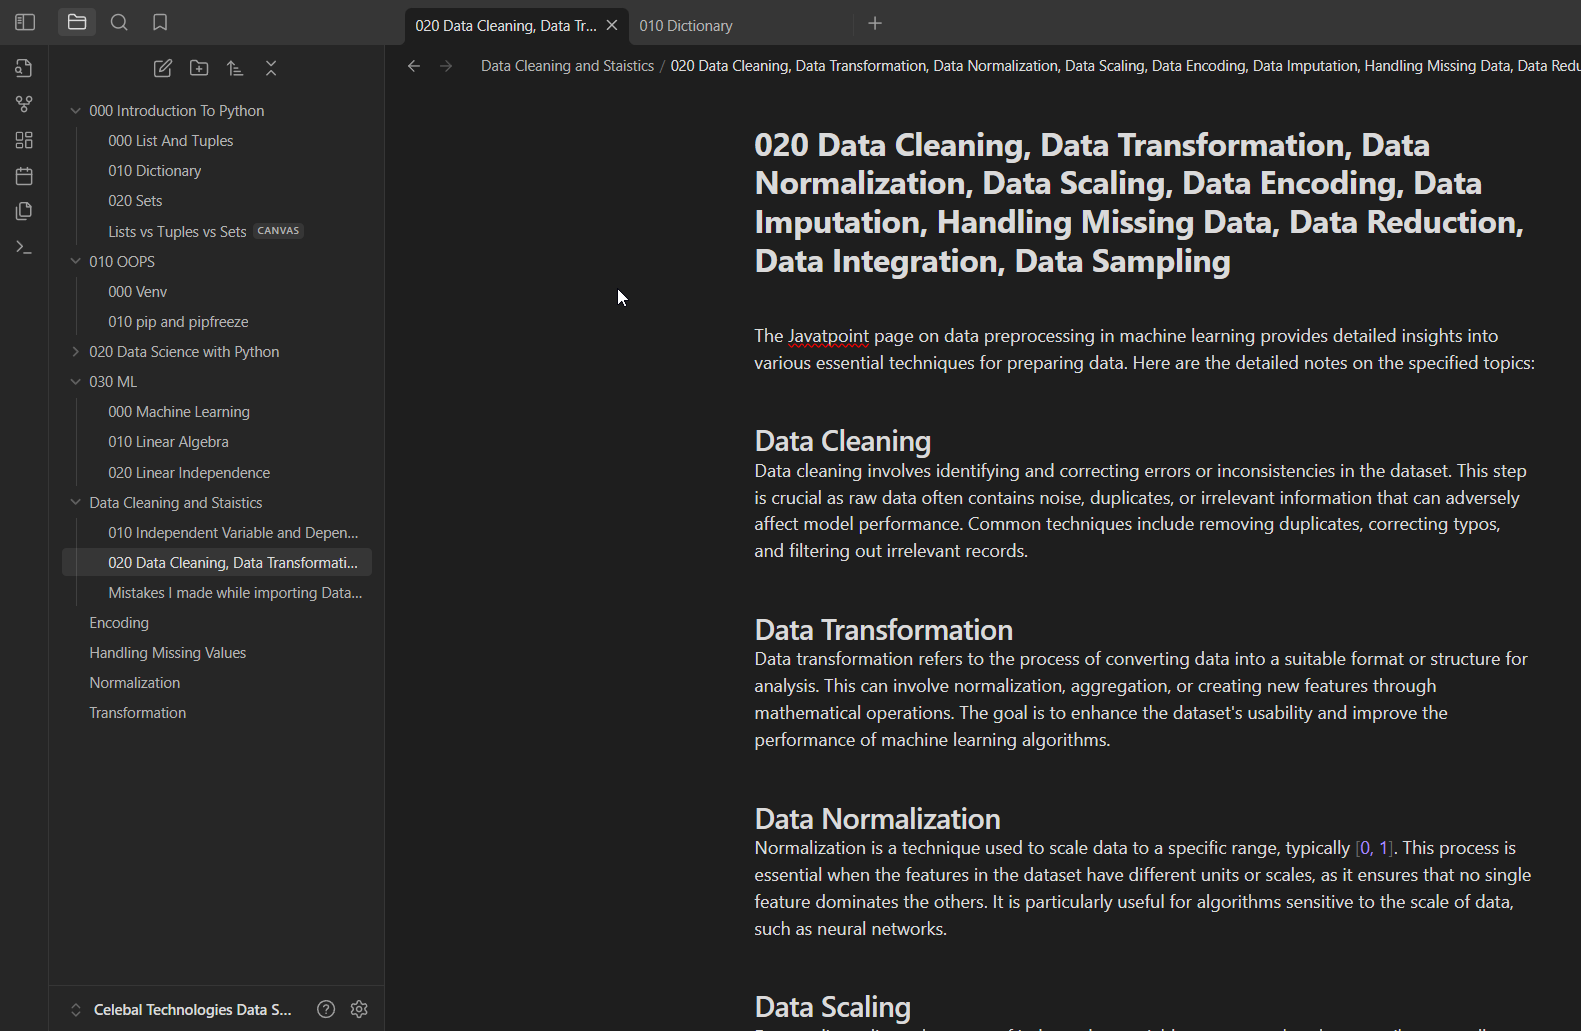 020 Data Cleaning, Data Tr...
010 Dictionary
Data Cleaning and Staistics / 020 Data Cleaning, Data Transformation, Data Normalization, Data Scaling, Data Encoding, Data Imputation, Handling Missing Data, Data Redu
000 Introduction To Python
000 List And Tuples
010 Dictionary
020 Sets
Lists vs Tuples vs Sets CANVAS
010 OOPS
000 Venv
010 pip and pipfreeze
020 Data Science with Python
030 ML
000 Machine Learning
010 Linear Algebra
020 Linear Independence
Data Cleaning and Staistics
010 Independent Variable and Depen...
020 Data Cleaning, Data Transformati...
Mistakes I made while importing Data...
Encoding
Handling Missing Values
Normalization
Transformation
Celebal Technologies Data S...
020 Data Cleaning, Data Transformation, Data
Normalization, Data Scaling, Data Encoding, Data
Imputation, Handling Missing Data, Data Reduction,
Data Integration, Data Sampling
The Javatpoint page on data preprocessing in machine learning provides detailed insights into
various essential techniques for preparing data. Here are the detailed notes on the specified topics:
Data Cleaning
Data cleaning involves identifying and correcting errors or inconsistencies in the dataset. This step
is crucial as raw data often contains noise, duplicates, or irrelevant information that can adversely
affect model performance. Common techniques include removing duplicates, correcting typos,
and filtering out irrelevant records.
Data Transformation
Data transformation refers to the process of converting data into a suitable format or structure for
analysis. This can involve normalization, aggregation, or creating new features through
mathematical operations. The goal is to enhance the dataset's usability and improve the
performance of machine learning algorithms.
Data Normalization
Normalization is a technique used to scale data to a specific range, typically [0, 1]. This process is
essential when the features in the dataset have different units or scales, as it ensures that no single
feature dominates the others. It is particularly useful for algorithms sensitive to the scale of data,
such as neural networks.
Data Scaling